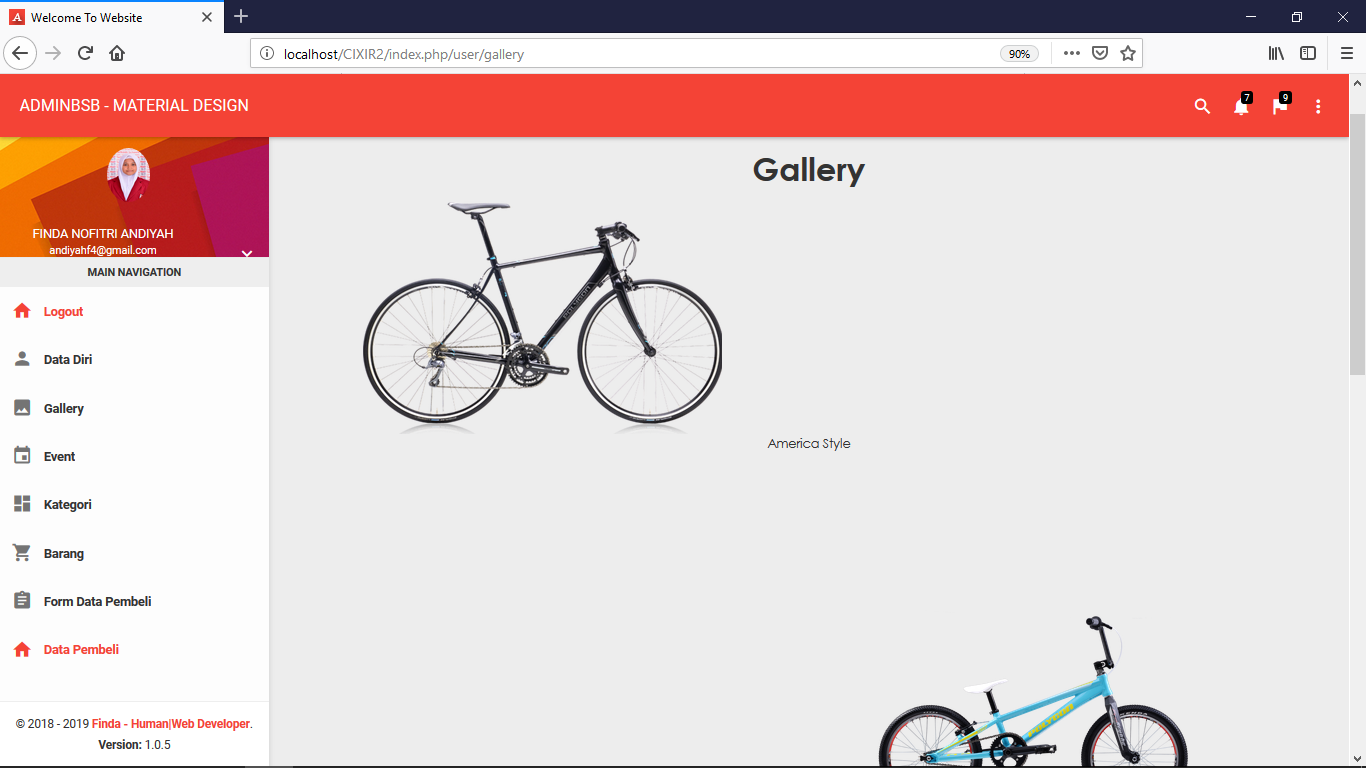 Welcome To Website
localhost/CIXIR2/index.php/user/gallery
90%
ADMINBSB - MATERIAL DESIGN
7
9
FINDA NOFITRI ANDIYAH
andiyahf4@gmail.com
MAIN NAVIGATION
Logout
Data Diri
Gallery
Event
Kategori
Barang
Form Data Pembeli
Data Pembeli
© 2018 - 2019 Finda - Human|Web Developer.
Version: 1.0.5
Gallery
POLYGON
America Style
POLYGON